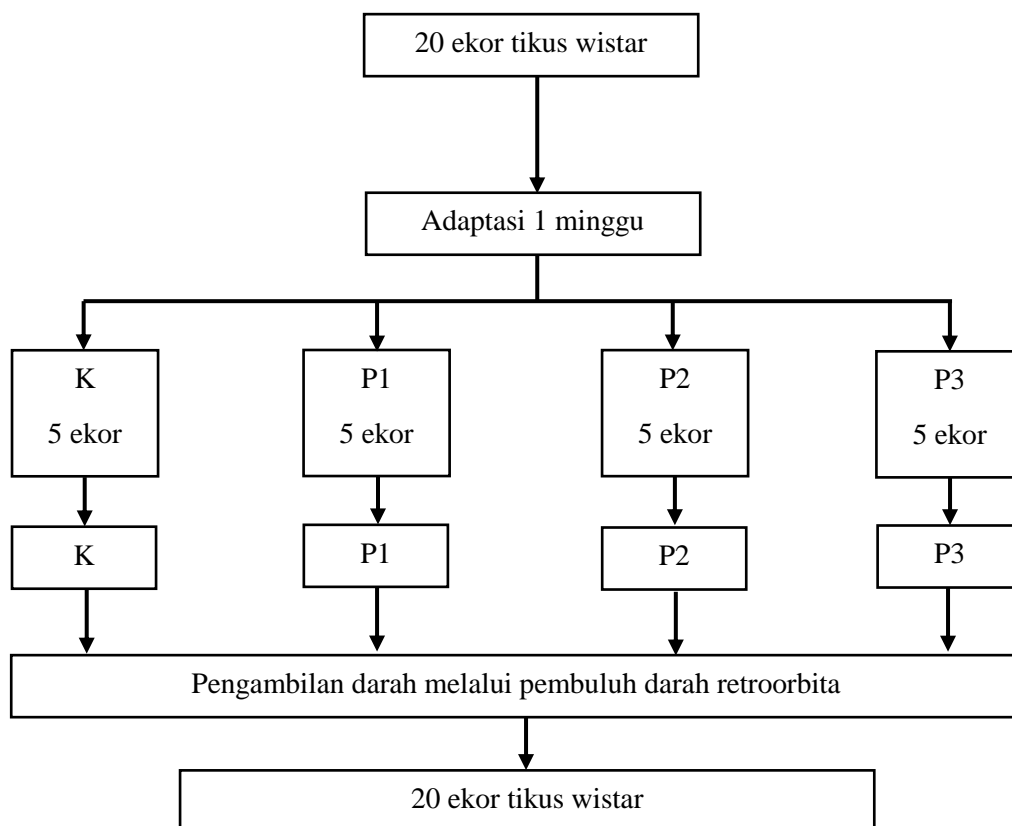 20 ekor tikus wistar
Adaptasi 1 minggu
K
5 ekor
P1
5 ekor
P2
5 ekor
P3
5 ekor
K
P1
P2
P3
Pengambilan darah melalui pembuluh darah retroorbita
20 ekor tikus wistar